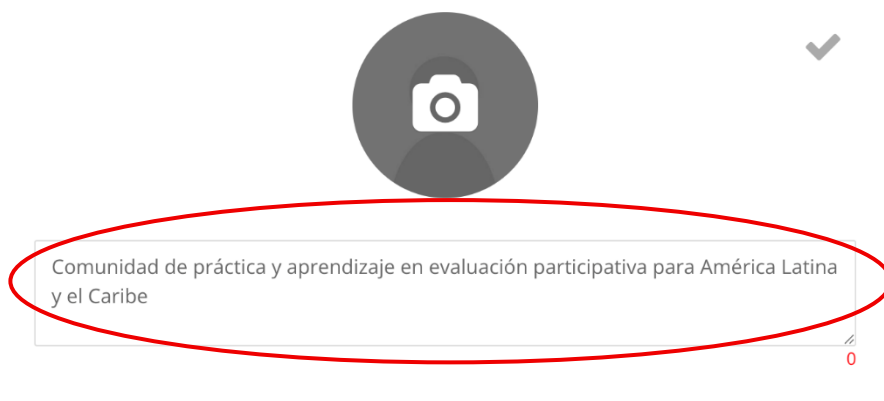 Comunidad de práctica y aprendizaje en evaluación participativa para América Latina
y el Caribe
0